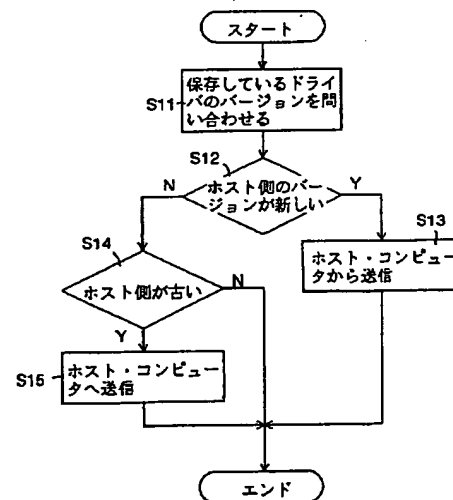 スタート
保存しているドライ
バのバージョンを問
い合わせる
S11
S12
N
ホスト側のバー
ジョンが新しい
Y
S13
ホスト・コンピュー
タから送信
S14
ホスト側が古い
N
Y
S15
ホスト・コンピュー
タへ送信
エンド